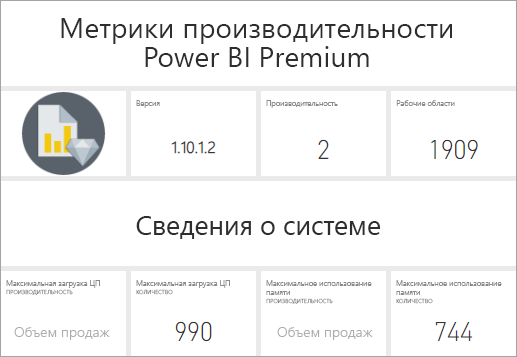 Метрики производительности
Power BI Premium
Версия
1.10.1.2
Производительность
2
Рабочие области
1909
Сведения о системе
Максимальная загрузка ЦП
ПРОИЗВОДИТЕЛЬНОСТЬ
Объем продаж
Максимальная загрузка ЦП
КОЛИЧЕСТВО
990
Максимальное использование
памяти
ПРОИЗВОДИТЕЛЬНОСТЬ
Объем продаж
Максимальное использование
памяти
КОЛИЧЕСТВО
744